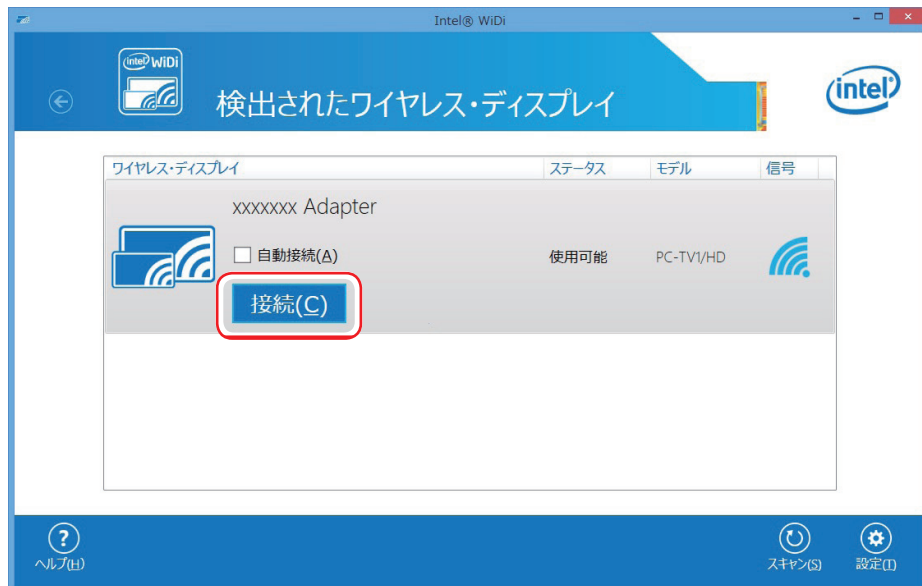 Intel® WiDi
intel WiDi
検出されたワイヤレス・ディスプレイ
intel
ワイヤレス・ディスプレイ ステータス モデル 信号
xxxxxxx Adapter
自動接続(A) 使用可能 PC-TV1/HD
接続(C)
?
ヘルプ(H) スキャン(S) 設定(T)